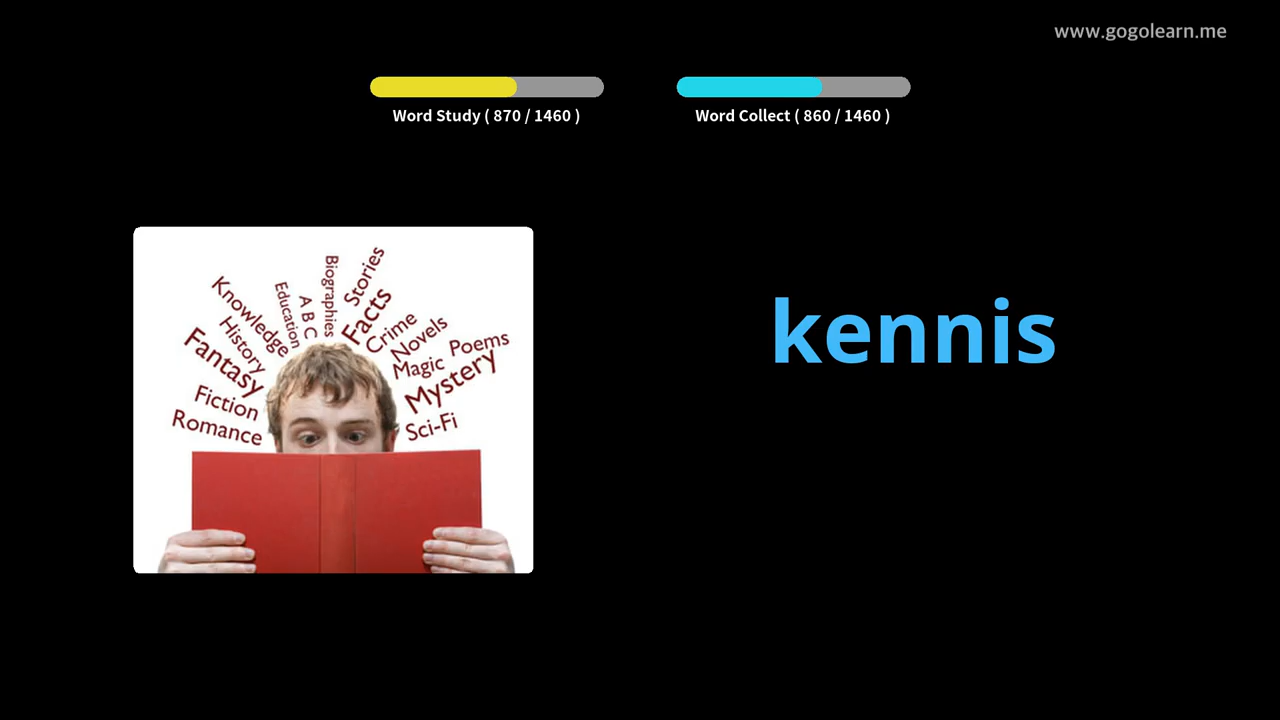 www.gogolearn.me
Word Study ( 870 / 1460 )
Word Collect ( 860 / 1460 )
Romance
Fiction
Fantasy
History
Knowledge
Education
A B C
Biographies
Stories
Facts
Crime
Novels
Magic
Poems
Mystery
Sci-Fi
kennis